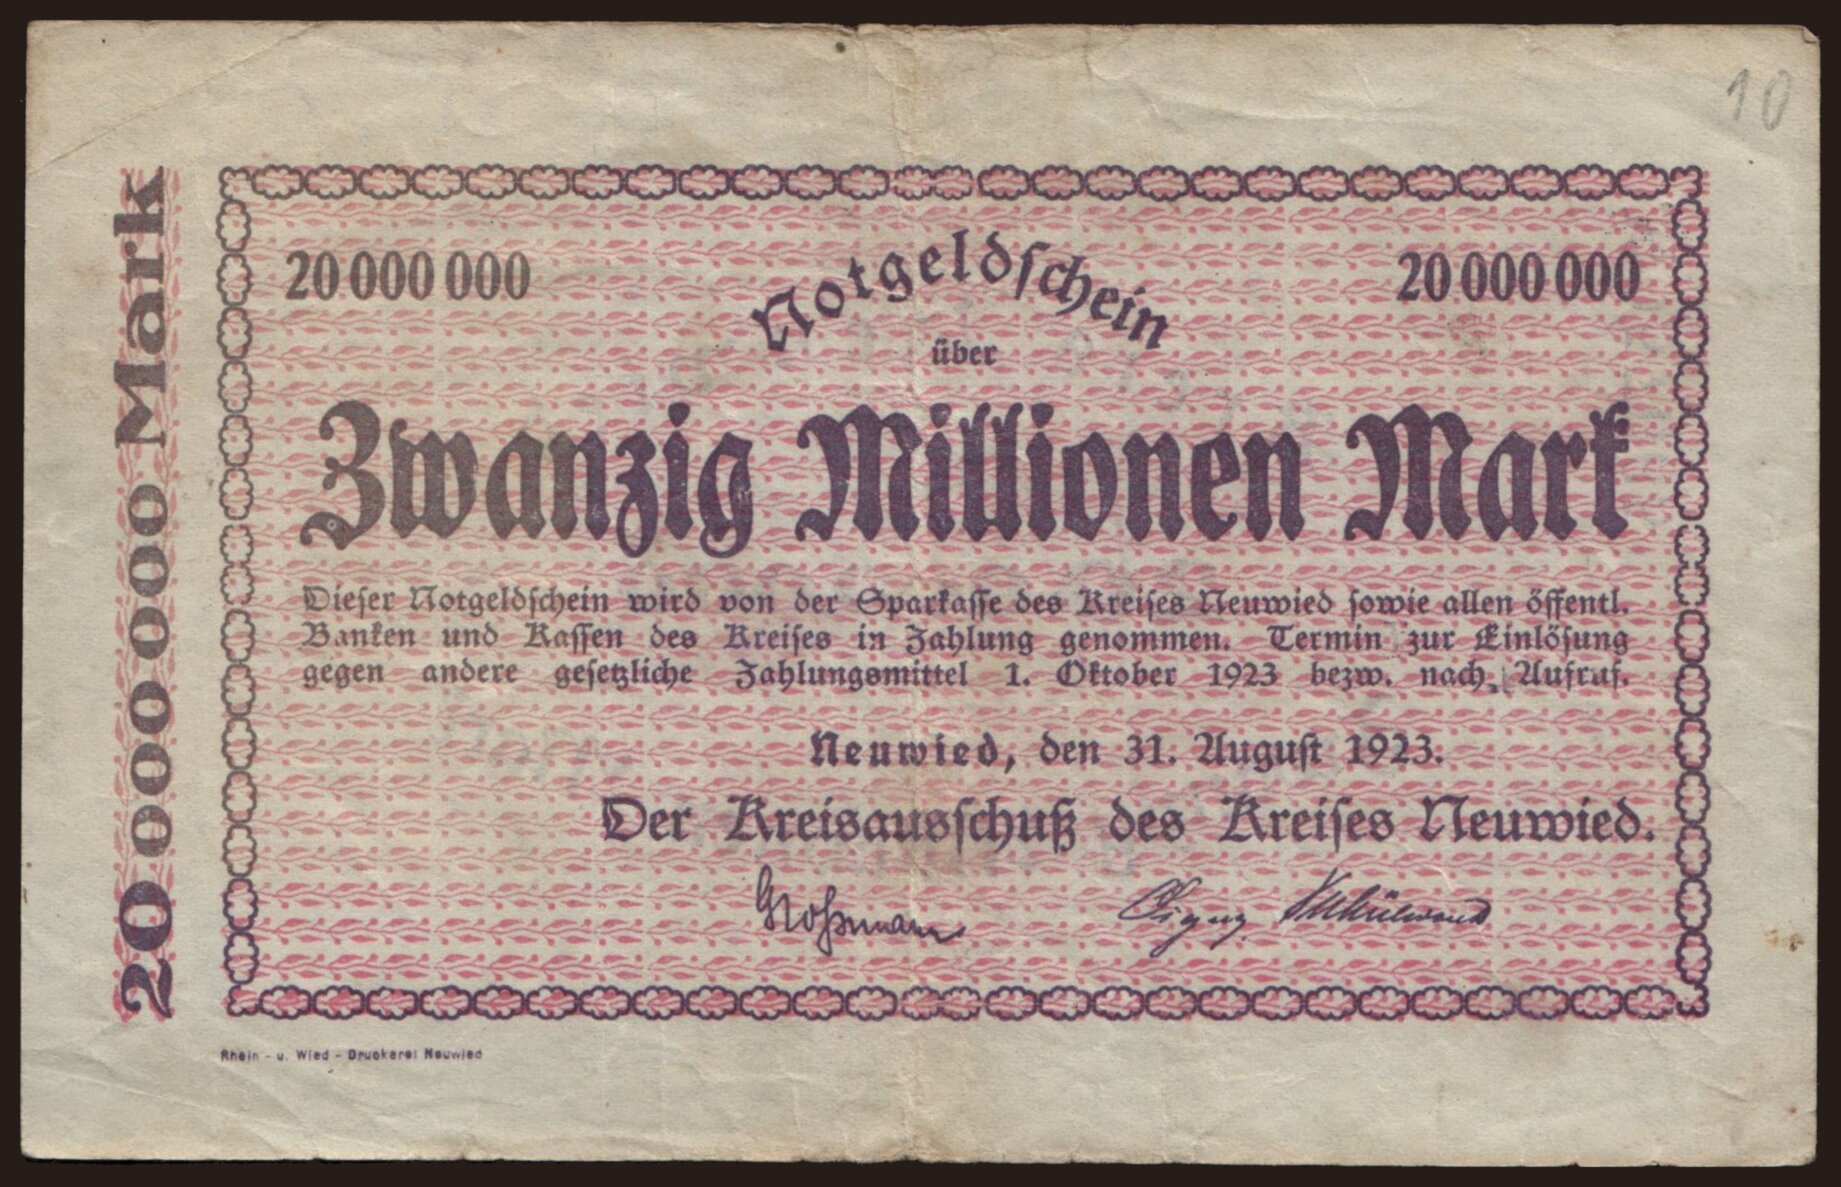 10
20 000 000 Mark
20 000 000
Notgeldschein
20 000 000
über
Zwanzig Millionen Mark
Dieser Notgeldschein wird von der Sparkasse des Kreises Neuwied sowie allen öffentl.
Banken und Kassen des Kreises in Zahlung genommen. Termin zur Einlösung
gegen andere gesetzliche Zahlungsmittel 1. Oktober 1923 bezw. nach Aufruf.
Neuwied, den 31. August 1923.
Der Kreisausschuß des Kreises Neuwied.
Rhein - u. Wied - Druckerei Neuwied